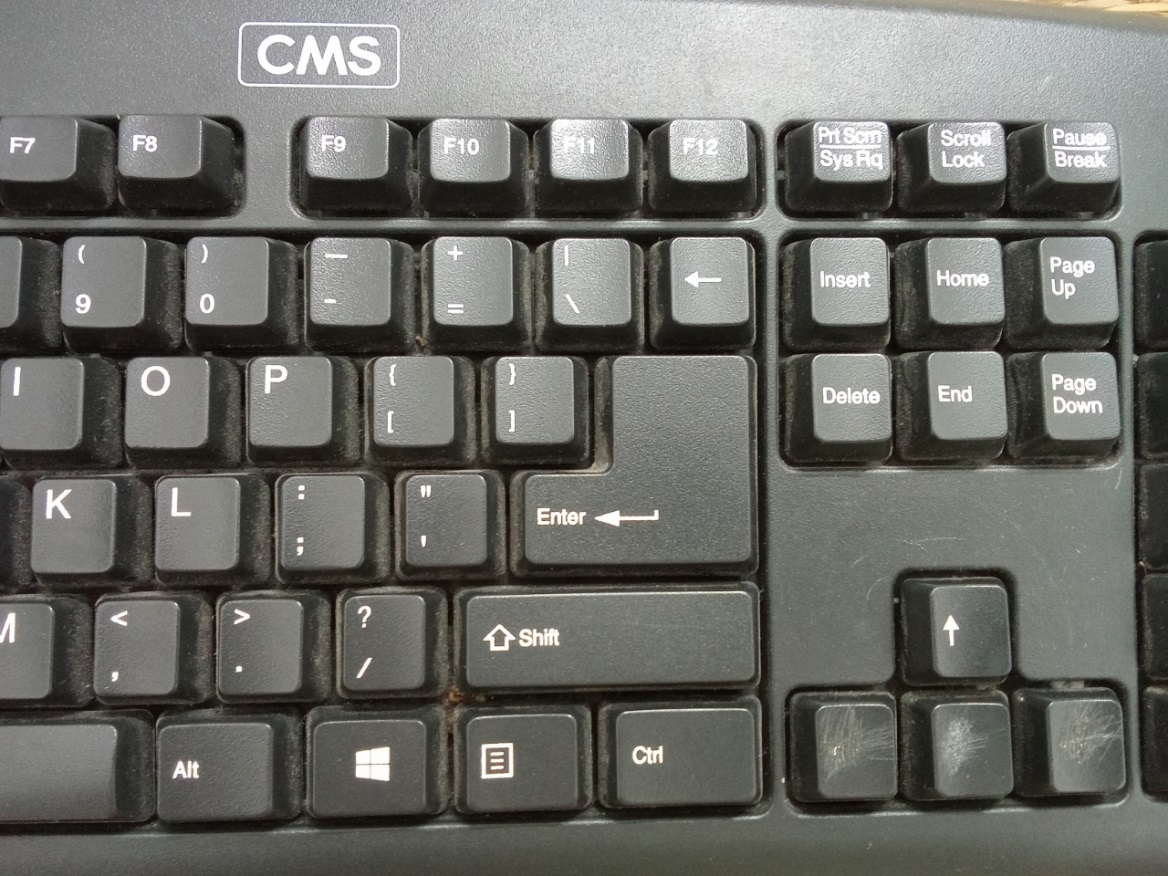 CMS
F7 F8 F9 F10 F11 F12 Prt Scrn Scroll Pause
Sys Rq Lock Break
( ) — + | Page
9 0 - = \ ← Insert Home Up
I O P { } Page
[ ] Delete End Down
K L : "
; ' Enter
M < > ?
, . / Shift
↑
Alt Ctrl